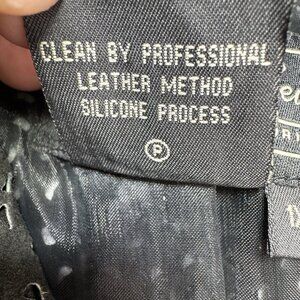 CLEAN BY PROFESSIONAL
LEATHER METHOD
SILICONE PROCESS
P